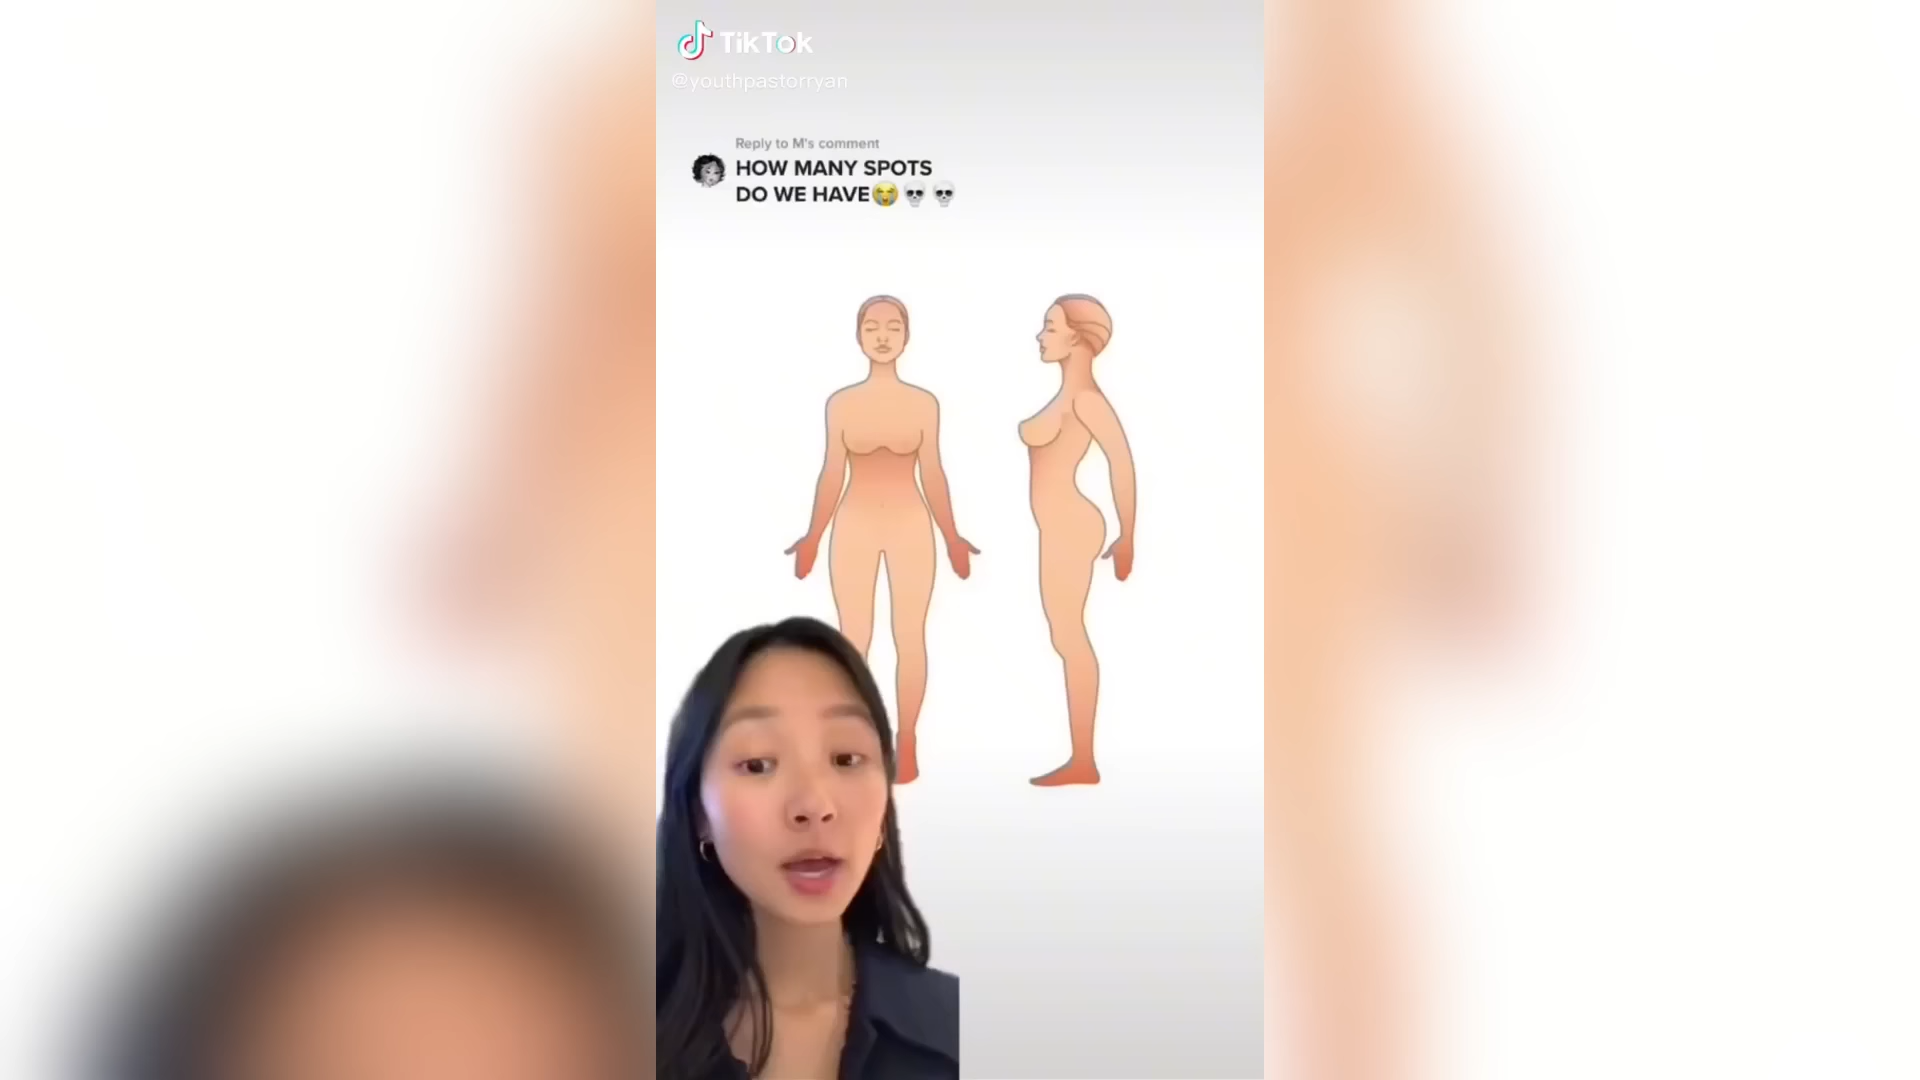 TikTok
@youthpastorryan
Reply to M's comment
HOW MANY SPOTS
DO WE HAVE😭💀💀